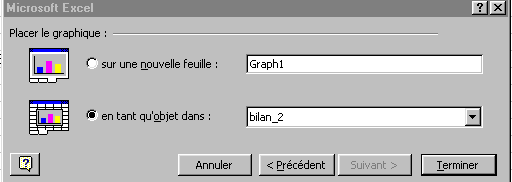 Microsoft Excel
Placer le graphique :
sur une nouvelle feuille : Graph1
en tant qu'objet dans : bilan_2
Annuler < Précédent Suivant > Terminer